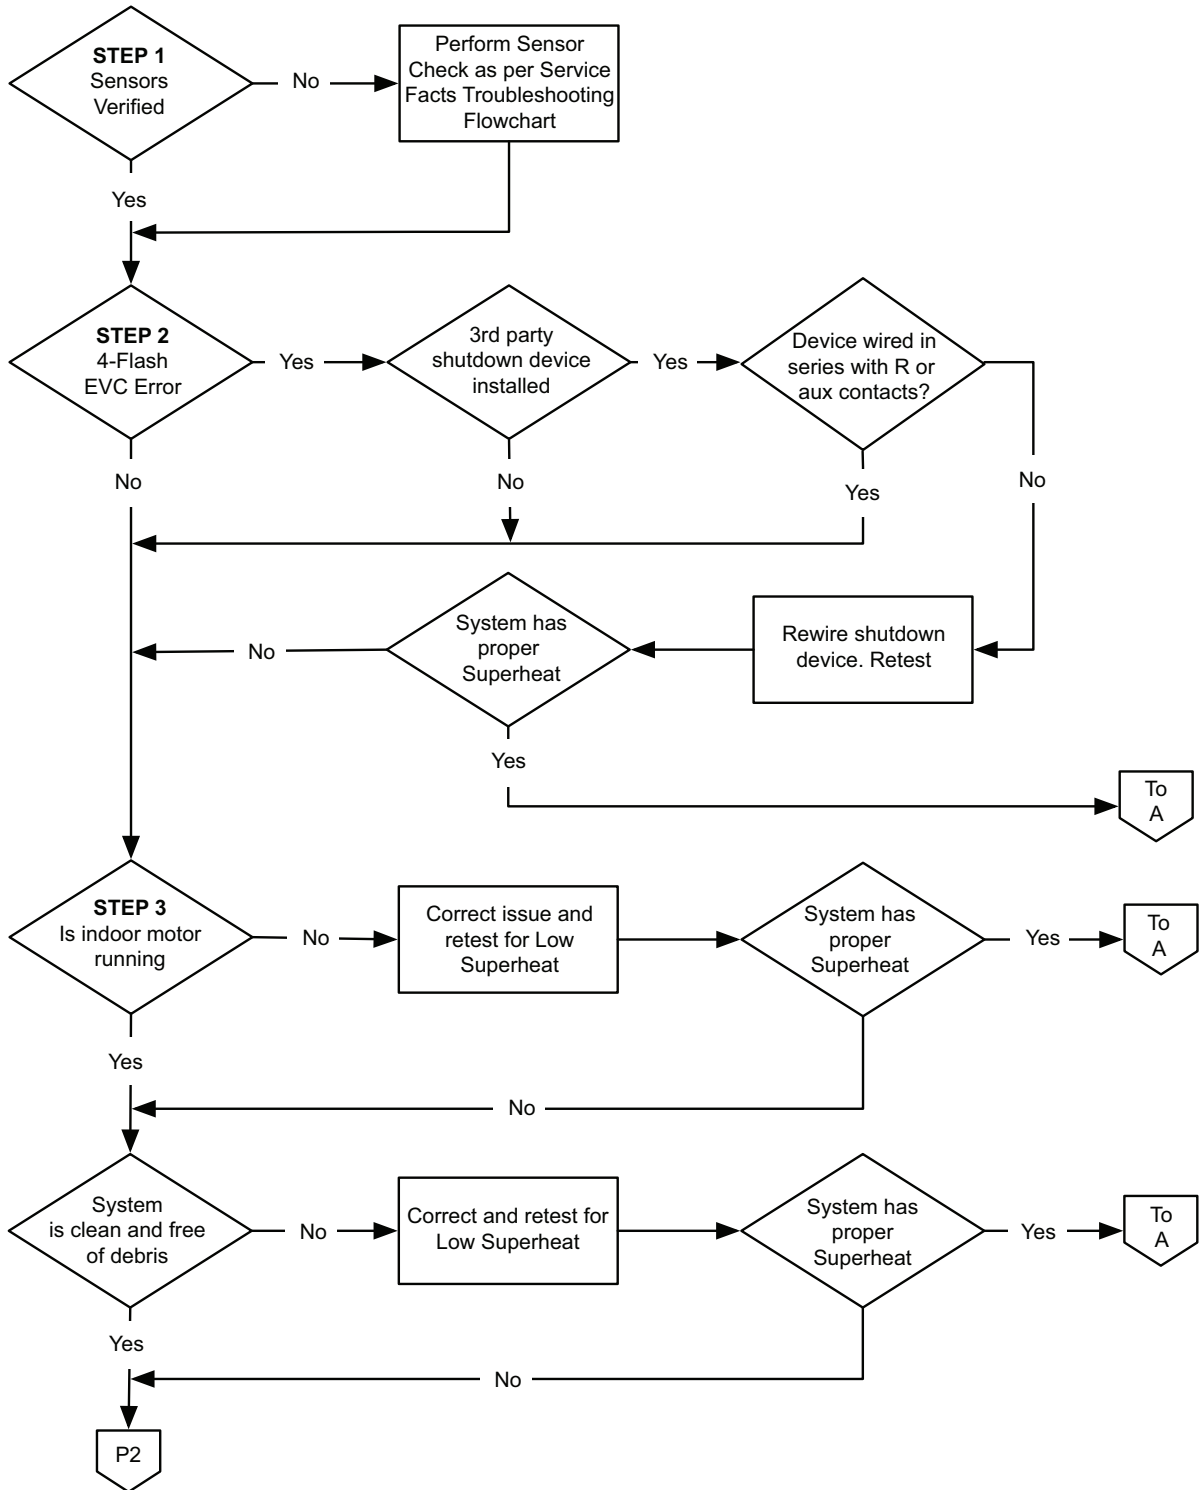 STEP 1
Sensors
Verified
No
Perform Sensor
Check as per Service
Facts Troubleshooting
Flowchart
Yes
STEP 2
4-Flash
EVC Error
Yes
3rd party
shutdown device
installed
Yes
Device wired in
series with R or
aux contacts?
No
No
Yes
No
System has
proper
Superheat
No
Rewire shutdown
device. Retest
Yes
To
A
STEP 3
Is indoor motor
running
No
Correct issue and
retest for Low
Superheat
System has
proper
Superheat
Yes
To
A
Yes
No
System
is clean and free
of debris
No
Correct and retest for
Low Superheat
System has
proper
Superheat
Yes
To
A
Yes
No
P2